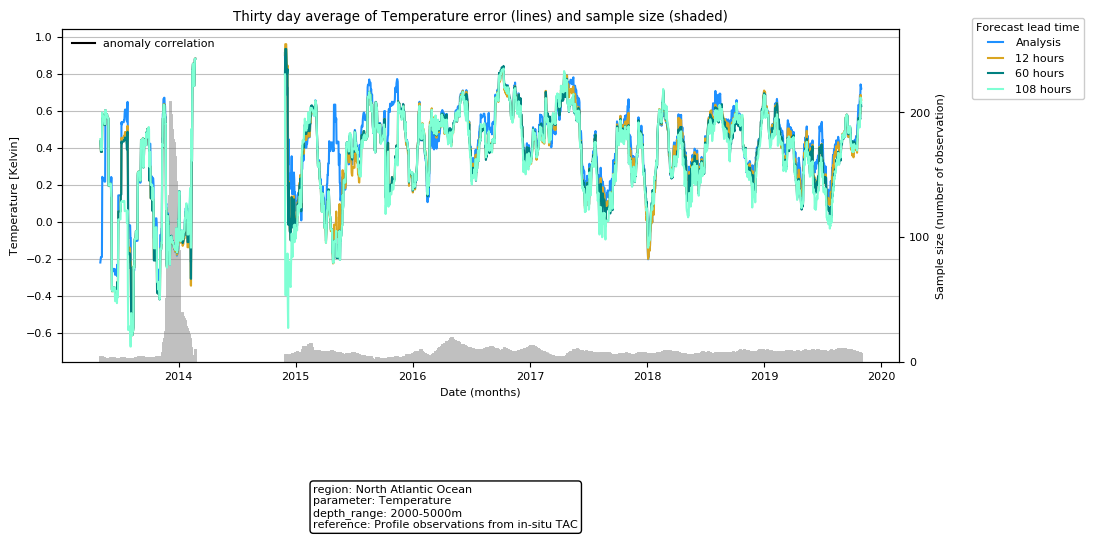 Thirty day average of Temperature error (lines) and sample size (shaded)
anomaly correlation
Forecast lead time
Analysis
12 hours
60 hours
108 hours
Temperature [Kelvin]
1.0
0.8
0.6
0.4
0.2
0.0
−0.2
−0.4
−0.6
200
100
0
Sample size (number of observation)
2014
2015
2016
2017
2018
2019
2020
Date (months)
region: North Atlantic Ocean
parameter: Temperature
depth_range: 2000-5000m
reference: Profile observations from in-situ TAC